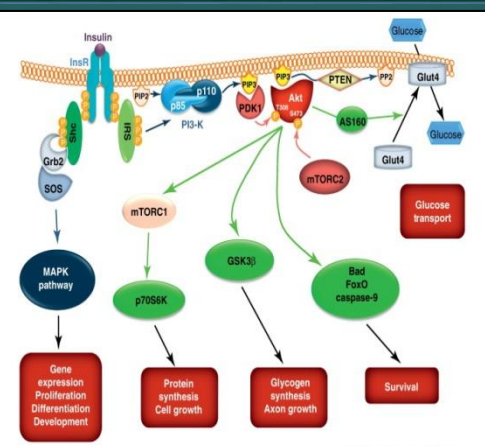 Insulin
InsR
Glucose
PIP2
p85
p110
PI3-K
PIP3
PDK1
PIP3
Akt
T308
S473
PTEN
PP2
Glut4
Shc
IRS
Grb2
SOS
AS160
Glut4
Glucose
mTORC2
Glucose
transport
mTORC1
MAPK
pathway
p70S6K
GSK3β
Bad
FoxO
caspase-9
Gene
expression
Proliferation
Differentiation
Development
Protein
synthesis
Cell growth
Glycogen
synthesis
Axon growth
Survival